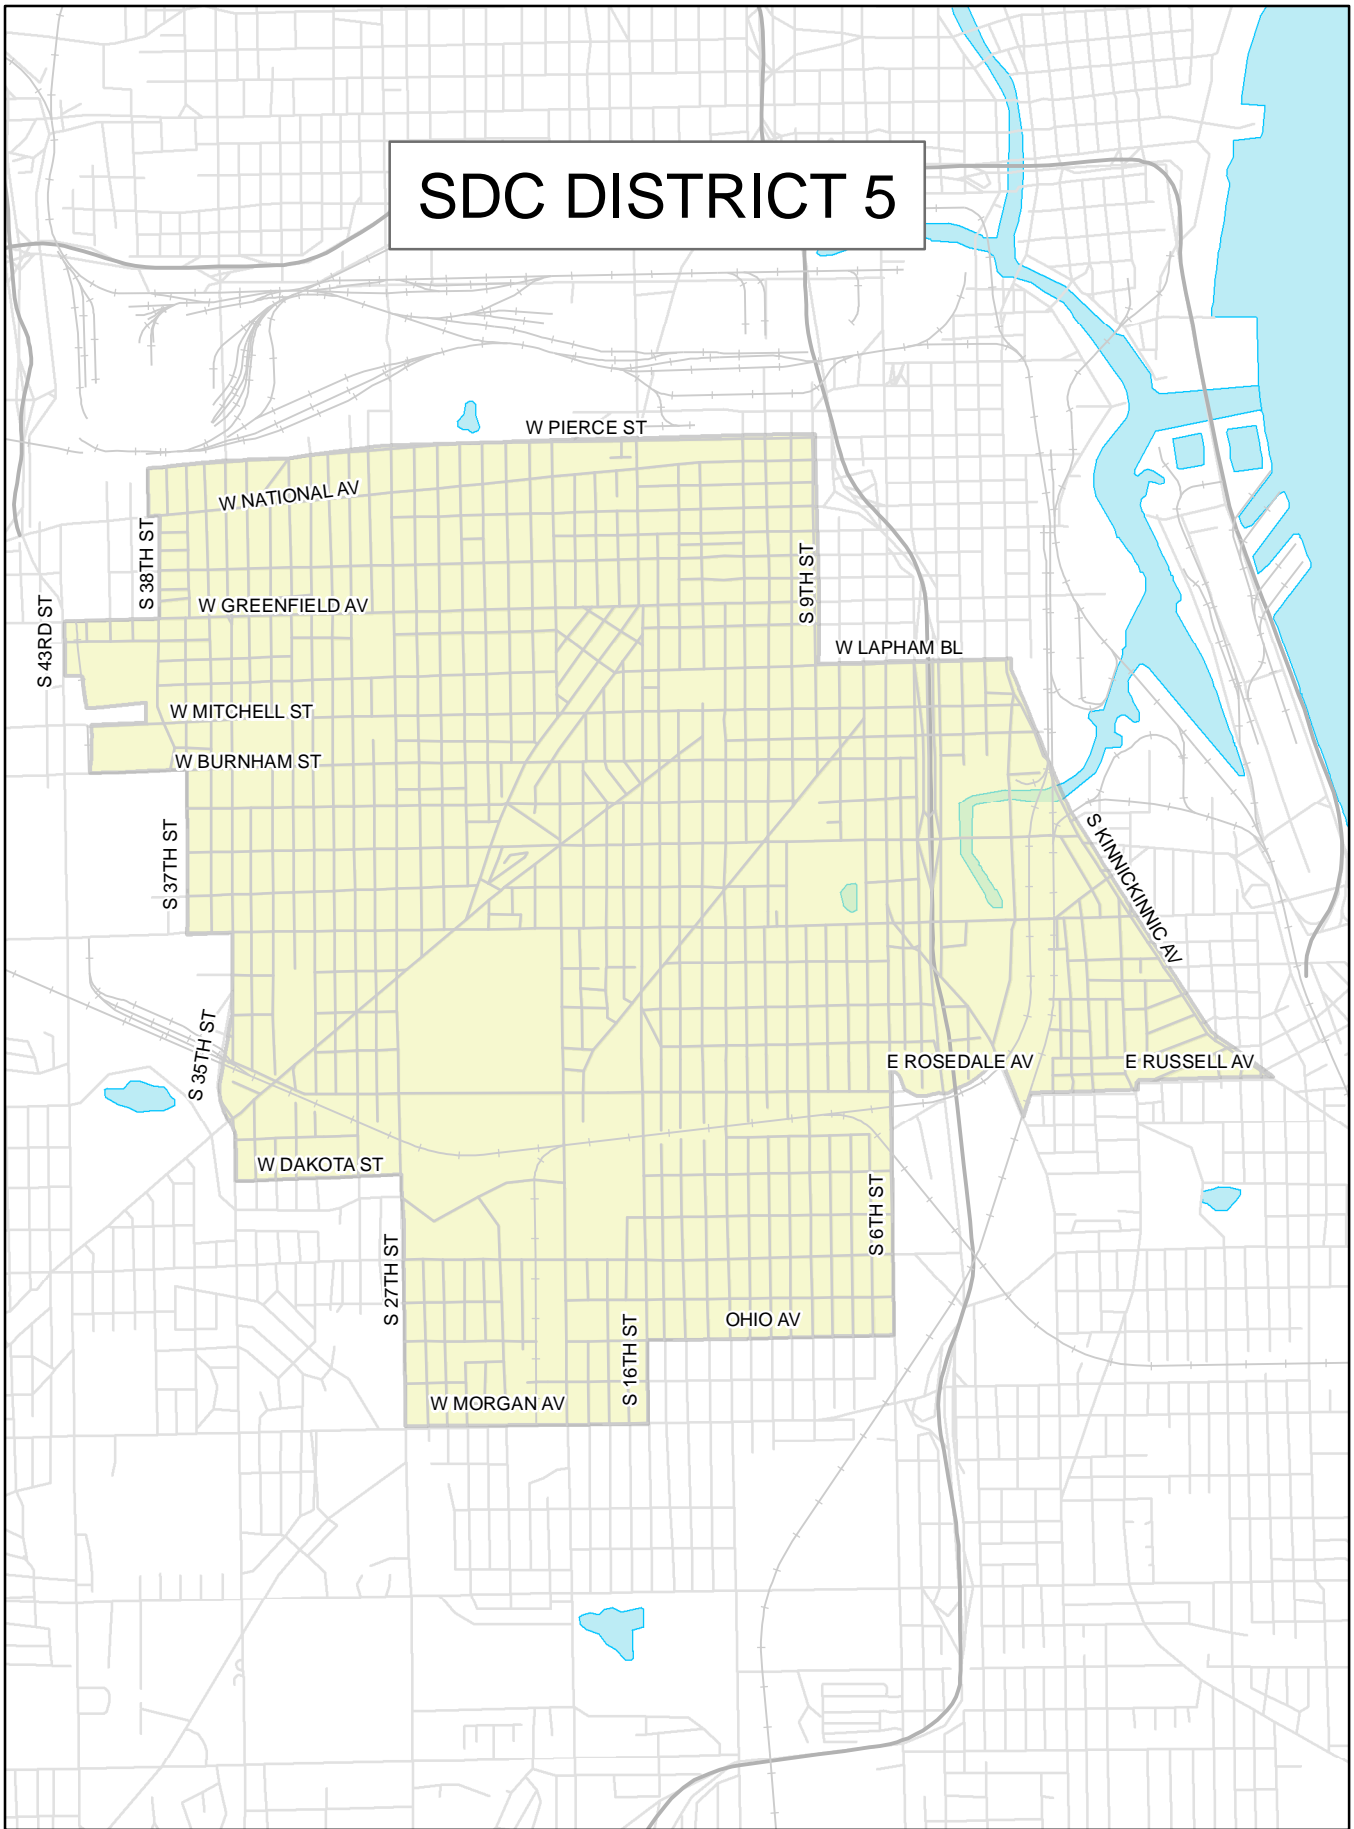 SDC DISTRICT 5
W PIERCE ST
W NATIONAL AV
S 38TH ST
S 9TH ST
S 43RD ST
W GREENFIELD AV
W LAPHAM BL
W MITCHELL ST
W BURNHAM ST
S 37TH ST
S KINNICKINNIC AV
S 35TH ST
E ROSEDALE AV
E RUSSELL AV
W DAKOTA ST
S 6TH ST
S 27TH ST
OHIO AV
S 16TH ST
W MORGAN AV